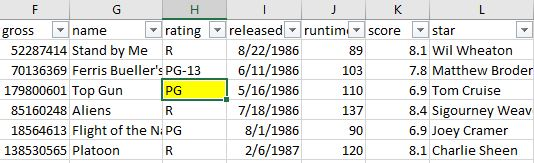 F G H I J K L
gross name rating released runtim score star
52287414 Stand by Me R 8/22/1986 89 8.1 Wil Wheaton
70136369 Ferris Bueller's PG-13 6/11/1986 103 7.8 Matthew Broder
179800601 Top Gun PG 5/16/1986 110 6.9 Tom Cruise
85160248 Aliens R 7/18/1986 137 8.4 Sigourney Weav
18564613 Flight of the Na PG 8/1/1986 90 6.9 Joey Cramer
138530565 Platoon R 2/6/1987 120 8.1 Charlie Sheen